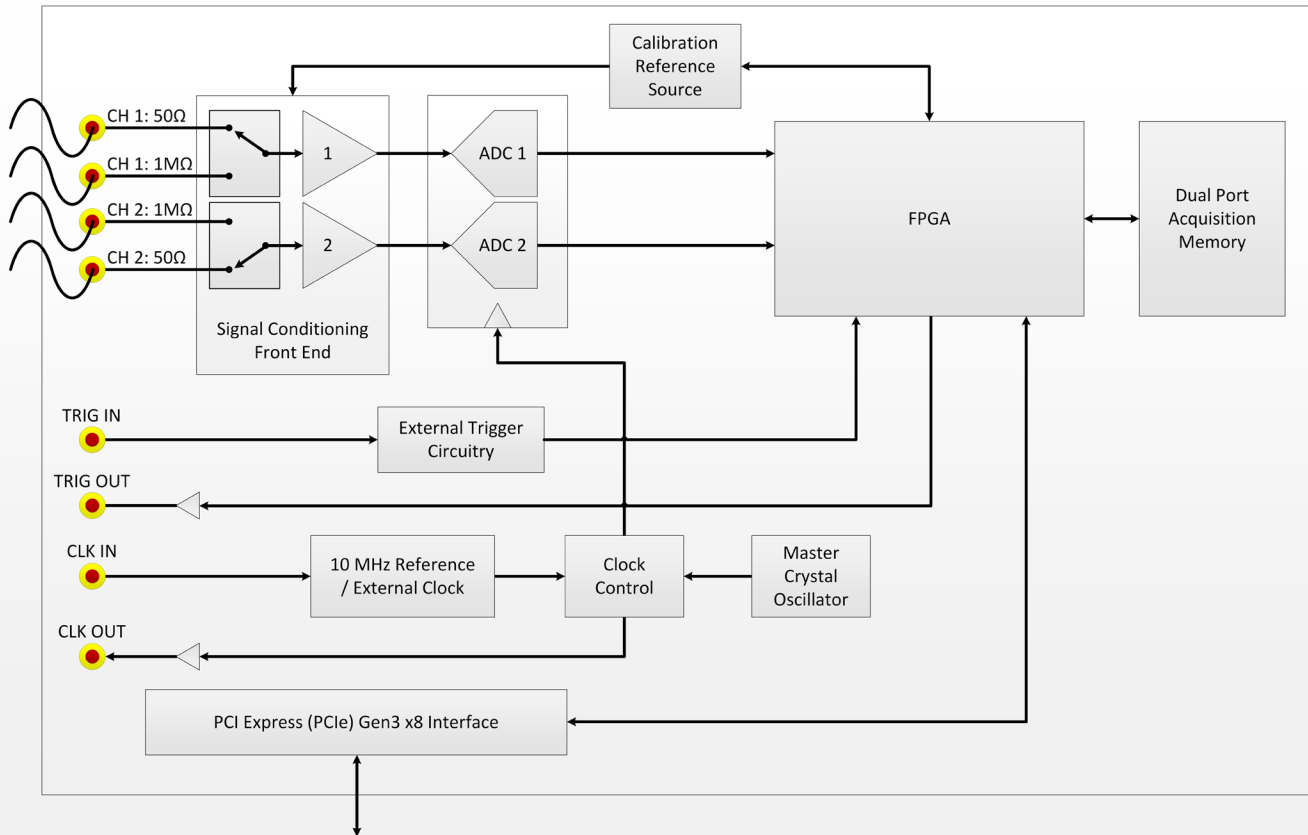 Calibration
Reference
Source
CH 1: 50Ω
CH 1: 1MΩ
CH 2: 1MΩ
CH 2: 50Ω
1
2
Signal Conditioning
Front End
ADC 1
ADC 2
FPGA
Dual Port
Acquisition
Memory
TRIG IN
External Trigger
Circuitry
TRIG OUT
CLK IN
10 MHz Reference
/ External Clock
Clock
Control
Master
Crystal
Oscillator
CLK OUT
PCI Express (PCIe) Gen3 x8 Interface